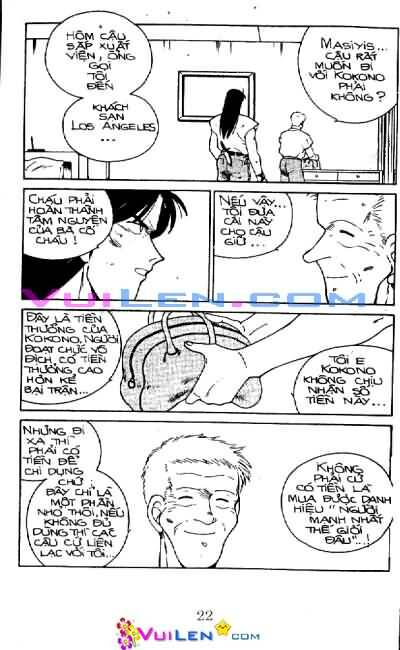 HÔM CẬU
SẮP XUẤT
VIỆN, ÔNG
GỌI
TÔI
ĐẾN
KHÁCH
SẠN
LOS ANGELES
...
MASIYIS...
CẬU RẤT
MUỐN ĐI
VỚI KOKONO
PHẢI
KHÔNG?
CHÁU PHẢI
HOÀN THÀNH
TÂM NGUYỆN
CỦA BA CÔ
CHÁU!
NẾU VẬY...
TÔI ĐƯA
CÁI NÀY
CHO CẬU
GIỮ...
VUILEN.COM
VUILEN.COM
ĐÂY LÀ TIỀN
THƯỞNG CỦA
KOKONO, NGƯỜI
ĐOẠT CHỨC VÔ
ĐỊCH, CÓ TIỀN
THƯỞNG, CAO
HƠN KẺ
BẠI TRẬN...
TÔI E
KOKONO
KHÔNG CHỊU
NHẬN SỐ
TIỀN NÀY...
NHƯNG ĐI
XA THÌ
PHẢI CÓ
TIỀN ĐỂ
CHI DỤNG
CHỨ
ĐÂY CHỈ LÀ
MỘT PHẦN
NHỎ THÔI, NẾU
KHÔNG ĐỦ
DÙNG THÌ CÁC
CẬU CỨ LIÊN
LẠC VỚI TÔI...
KHÔNG
PHẢI CỨ
CÓ TIỀN LÀ
MUA ĐƯỢC DANH
HIỆU "NGƯỜI
MẠNH NHẤT
THẾ GIỚI
ĐÂU"...!
22
VUILEN.COM